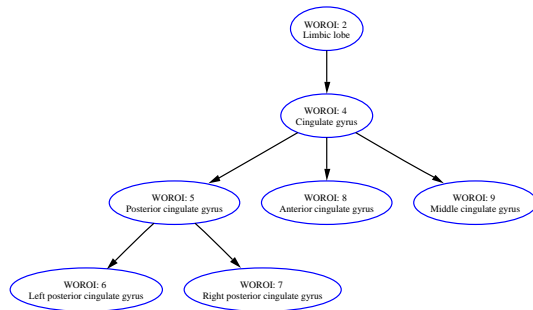 WOROI: 2
Limbic lobe
WOROI: 4
Cingulate gyrus
WOROI: 5
Posterior cingulate gyrus
WOROI: 8
Anterior cingulate gyrus
WOROI: 9
Middle cingulate gyrus
WOROI: 6
Left posterior cingulate gyrus
WOROI: 7
Right posterior cingulate gyrus